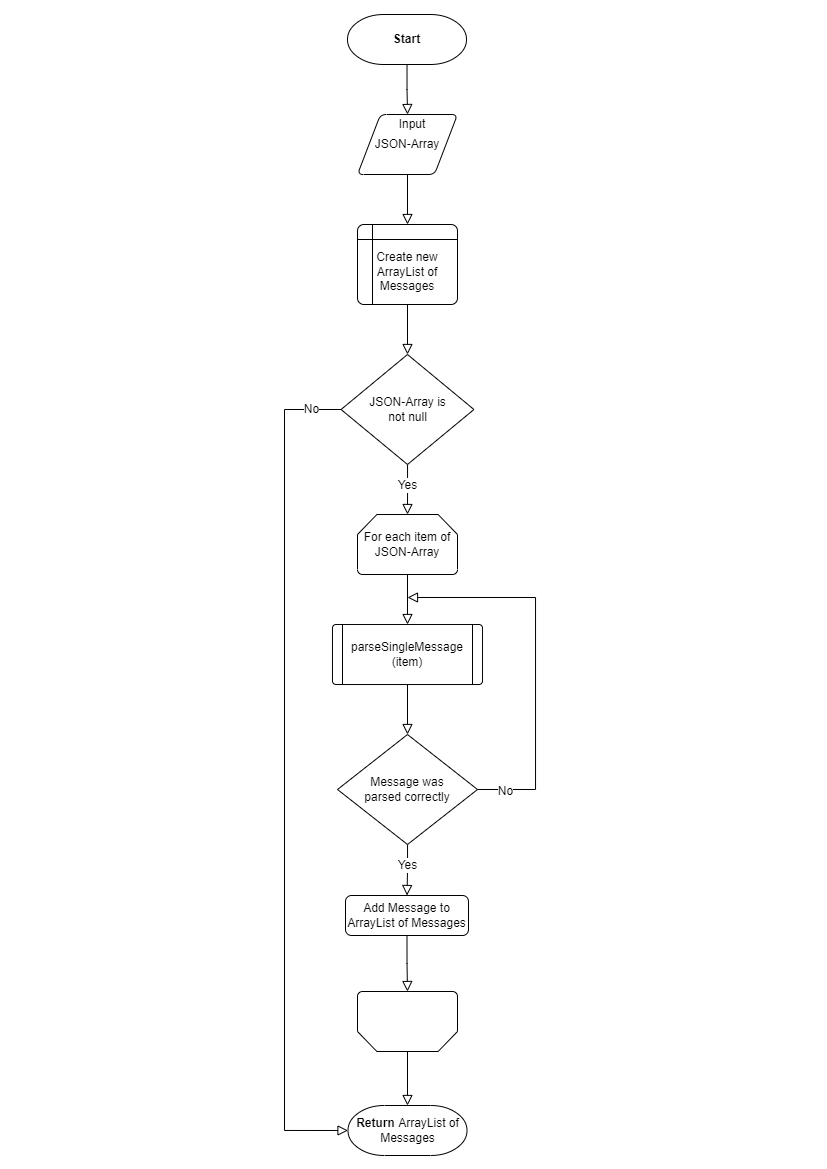 Start
Input
JSON-Array
Create new
ArrayList of
Messages
JSON-Array is
not null
No
Yes
For each item of
JSON-Array
parseSingleMessage
(item)
Message was
parsed correctly
No
Yes
Add Message to
ArrayList of Messages
Return ArrayList of
Messages